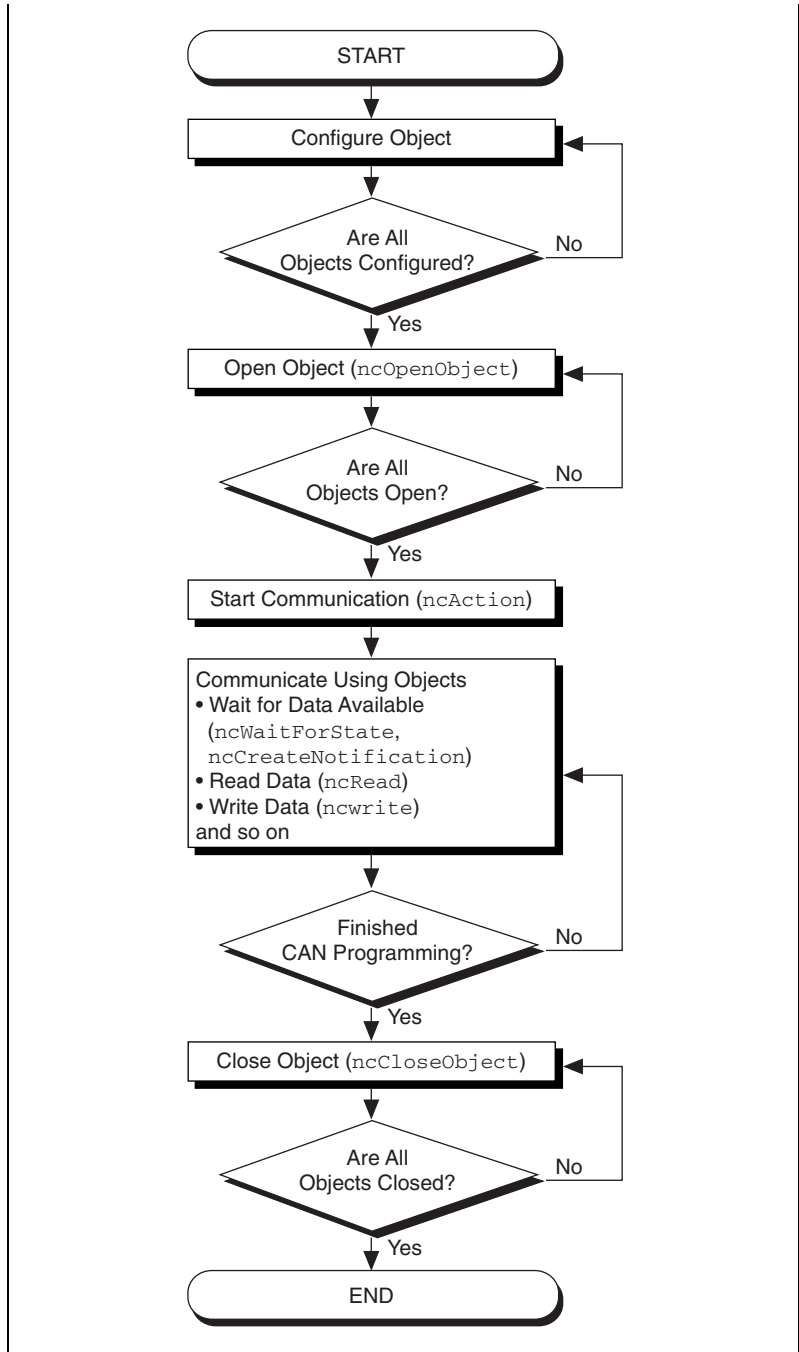 START
Configure Object
Are All
Objects Configured?
No
Yes
Open Object (ncOpenObject)
Are All
Objects Open?
No
Yes
Start Communication (ncAction)
Communicate Using Objects
• Wait for Data Available
(ncWaitForState,
ncCreateNotification)
• Read Data (ncRead)
• Write Data (ncwrite)
and so on
Finished
CAN Programming?
No
Yes
Close Object (ncCloseObject)
Are All
Objects Closed?
No
Yes
END